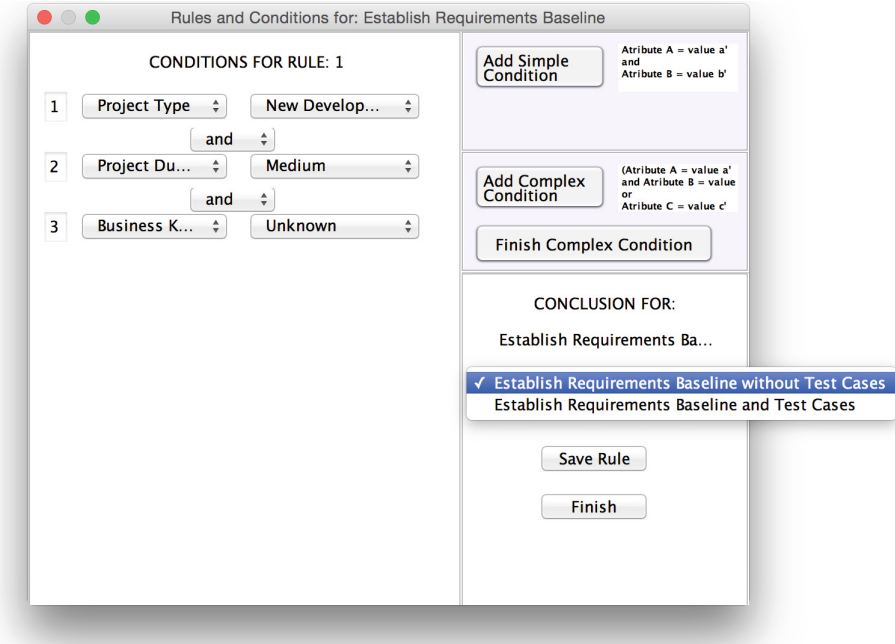 Rules and Conditions for: Establish Requirements Baseline
CONDITIONS FOR RULE: 1
1 Project Type New Develop...
and
2 Project Du... Medium
and
3 Business K... Unknown
Add Simple
Condition
Atribute A = value a'
and
Atribute B = value b'
Add Complex
Condition
(Atribute A = value a'
and Atribute B = value
or
Atribute C = value c'
Finish Complex Condition
CONCLUSION FOR:
Establish Requirements Ba...
✓ Establish Requirements Baseline without Test Cases
Establish Requirements Baseline and Test Cases
Save Rule
Finish